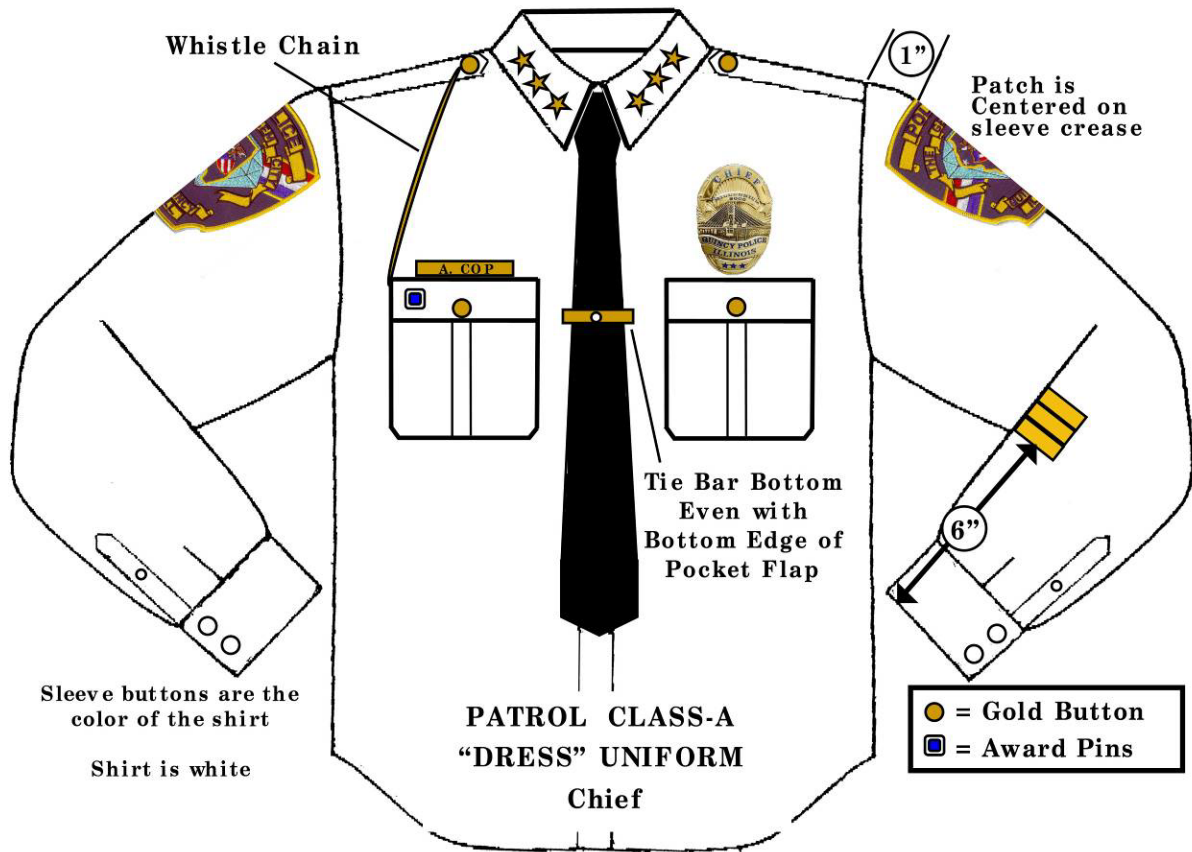 Whistle Chain
1”
Patch is
Centered on
sleeve crease
CHIEF
QUINCY POLICE
ILLINOIS
A. COP
Tie Bar Bottom
Even with
Bottom Edge of
Pocket Flap
6”
Sleeve buttons are the
color of the shirt
Shirt is white
PATROL CLASS-A
“DRESS” UNIFORM
Chief
= Gold Button
= Award Pins